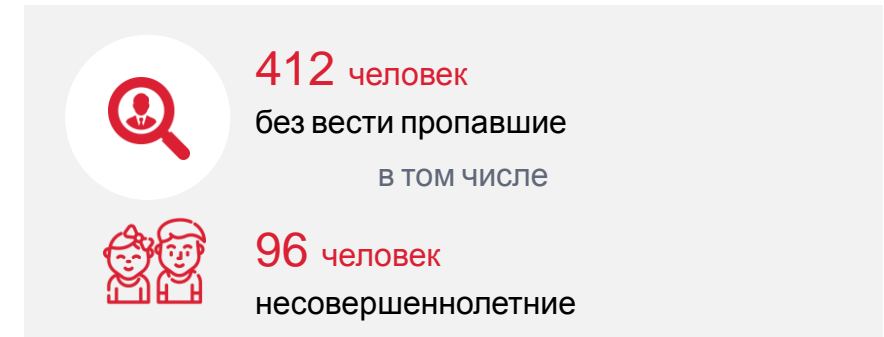 412 человек
без вести пропавшие
в том числе
96 человек
несовершеннолетние